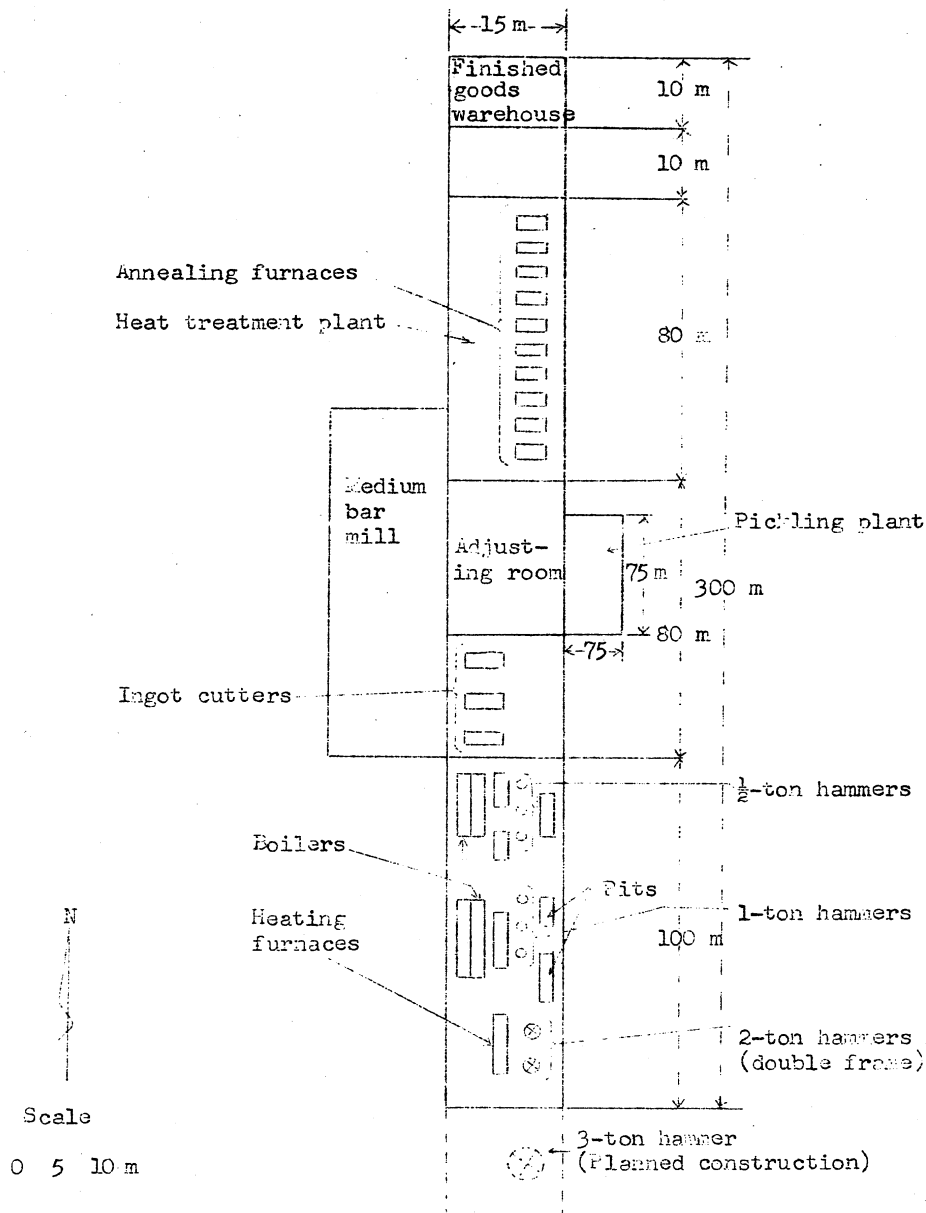 15 m
Finished
goods
warehouse
10 m
10 m
Annealing furnaces
Heat treatment plant
80 m
Medium
bar
mill
Pickling plant
Adjust-
ing room
75 m
300 m
80 m
75
Ingot cutters
½-ton hammers
Boilers
Pits
N
Heating
furnaces
1-ton hammers
100 m
2-ton hammers
(double frame)
Scale
0 5 10 m
3-ton hammer
(Planned construction)